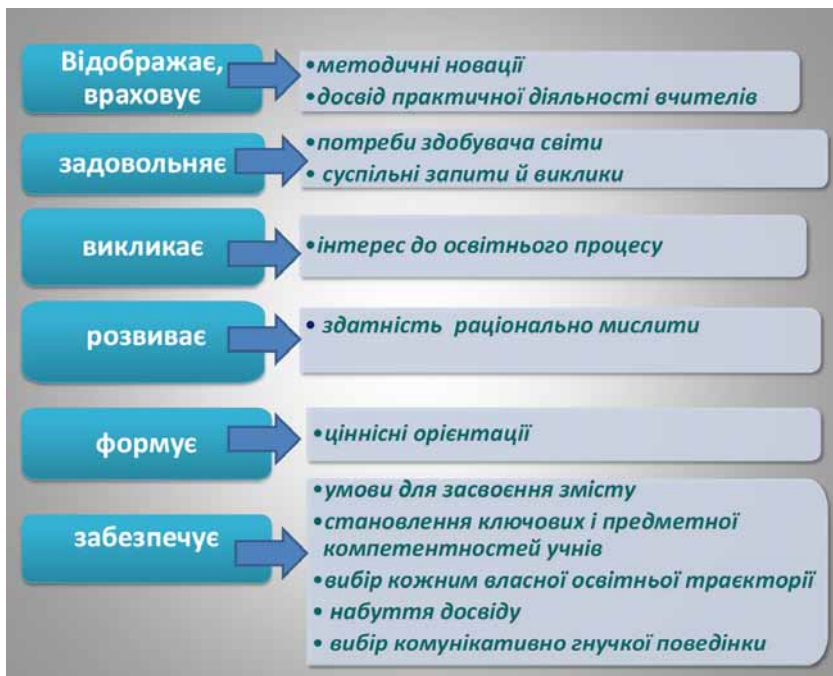 Відображає,
враховує
•методичні новації
•досвід практичної діяльності вчителів
задовольняє
•потреби здобувача світи
• суспільні запити й виклики
викликає
•інтерес до освітнього процесу
розвиває
• здатність раціонально мислити
формує
•ціннісні орієнтації
забезпечує
•умови для засвоєння змісту
•становлення ключових і предметної
компетентностей учнів
•вибір кожним власної освітньої траєкторії
• набуття досвіду
• вибір комунікативно гнучкої поведінки